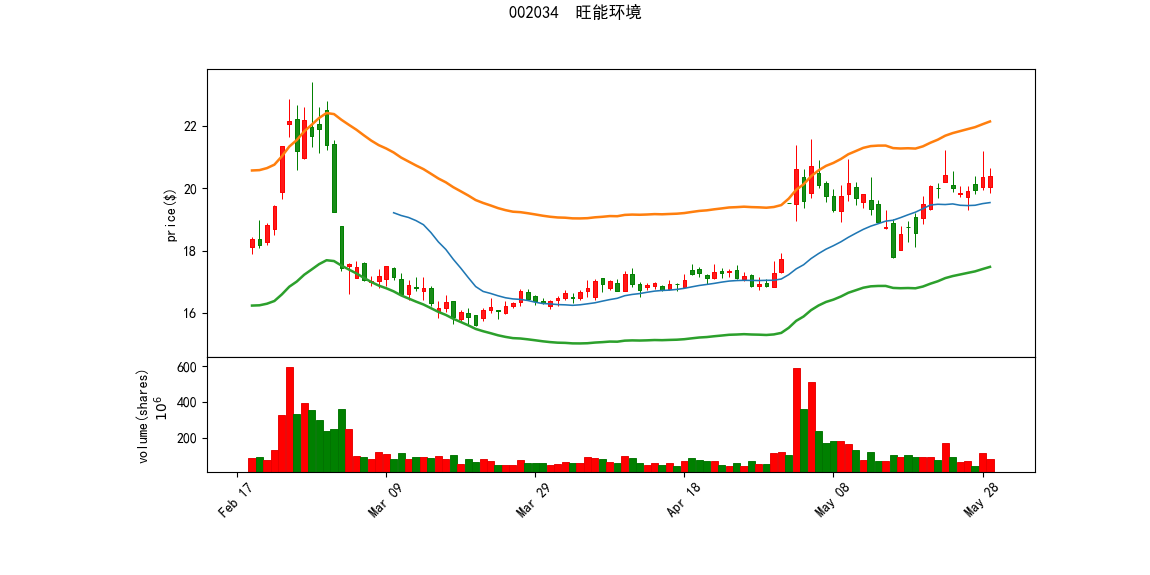 002034 旺能环境
price($)
22
20
18
16
volume(shares)
10^6
600
400
200
Feb 17
Mar 09
Mar 29
Apr 18
May 08
May 28